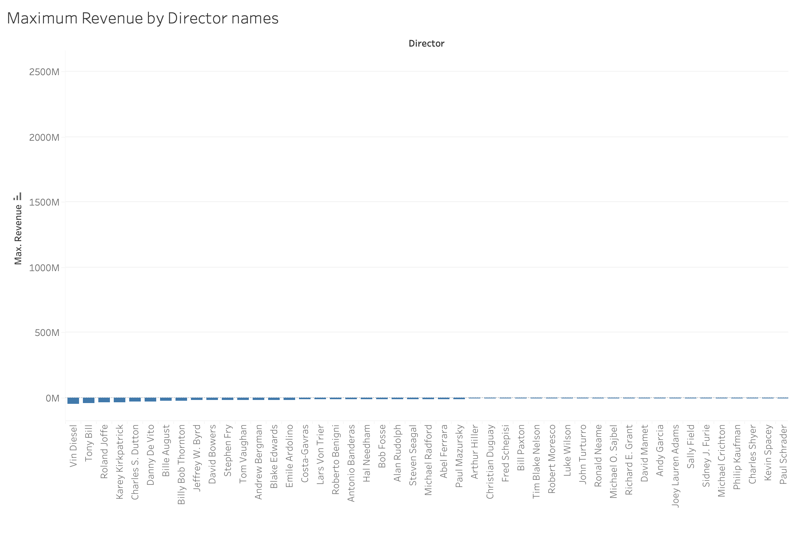 Maximum Revenue by Director names
Director
2500M
2000M
1500M
1000M
500M
0M
Max. Revenue
Vin Diesel
Tony Bill
Roland Joffe
Karey Kirkpatrick
Charles S. Dutton
Danny De Vito
Bille August
Billy Bob Thornton
Jeffrey W. Byrd
David Bowers
Stephen Fry
Tom Vaughan
Andrew Bergman
Blake Edwards
Emile Ardolino
Costa-Gavras
Lars Von Trier
Roberto Benigni
Antonio Banderas
Hal Needham
Bob Fosse
Alan Rudolph
Steven Seagal
Michael Radford
Abel Ferrara
Paul Mazursky
Arthur Hiller
Christian Duguay
Fred Schepisi
Bill Paxton
Tim Blake Nelson
Robert Moresco
Luke Wilson
John Turturro
Ronald Neame
Michael O. Sajbel
Richard E. Grant
David Mamet
Andy Garcia
Joey Lauren Adams
Sally Field
Sidney J. Furie
Michael Crichton
Philip Kaufman
Charles Shyer
Kevin Spacey
Paul Schrader